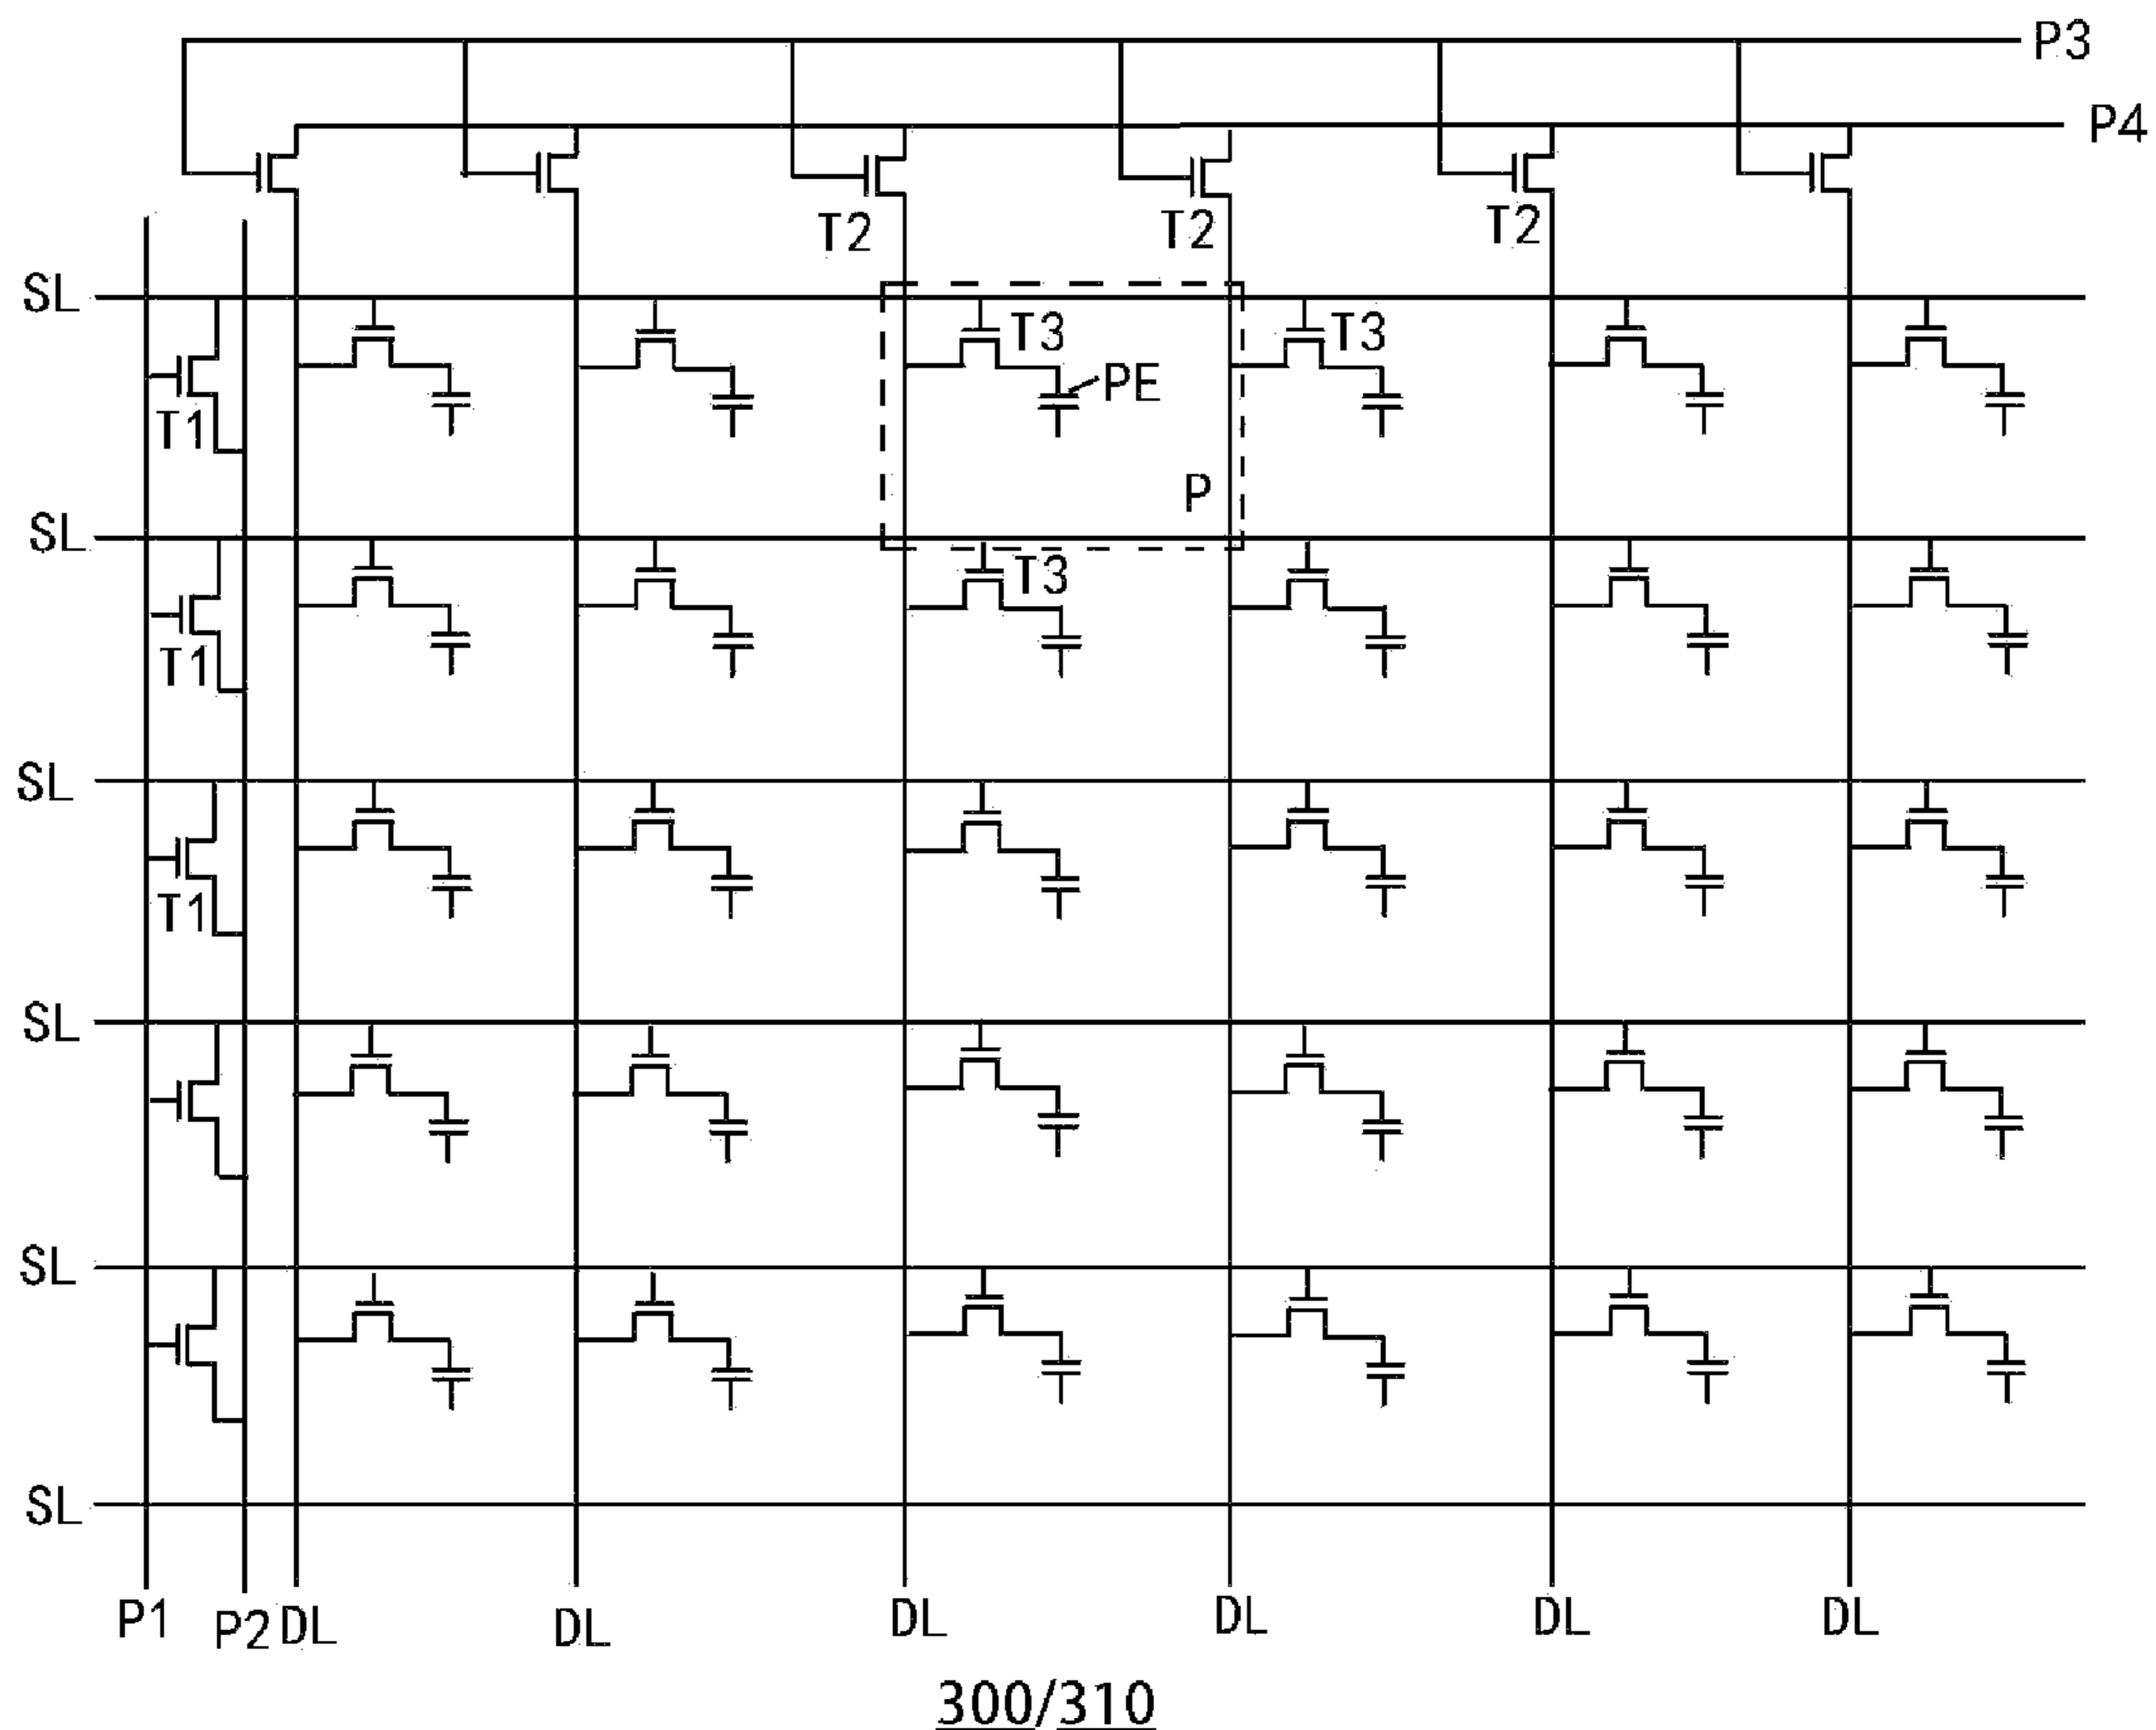 P3
P4
T2 T2 T2
SL
T3 T3
PE
T1
P
SL
T3
T1
SL
T1
SL
SL
SL
P1 P2 DL DL DL DL DL DL
300/310